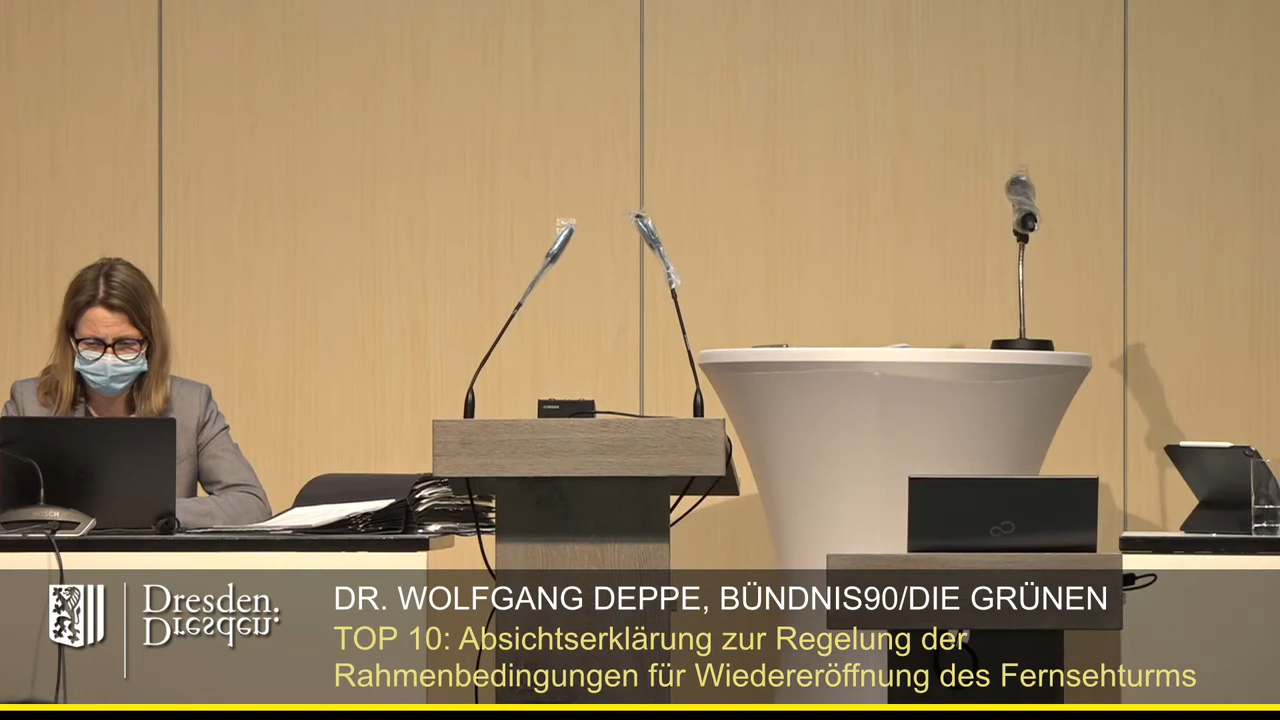 BOSCH
Dresden.
Dresden.
DR. WOLFGANG DEPPE, BÜNDNIS90/DIE GRÜNEN
TOP 10: Absichtserklärung zur Regelung der
Rahmenbedingungen für Wiedereröffnung des Fernsehturms